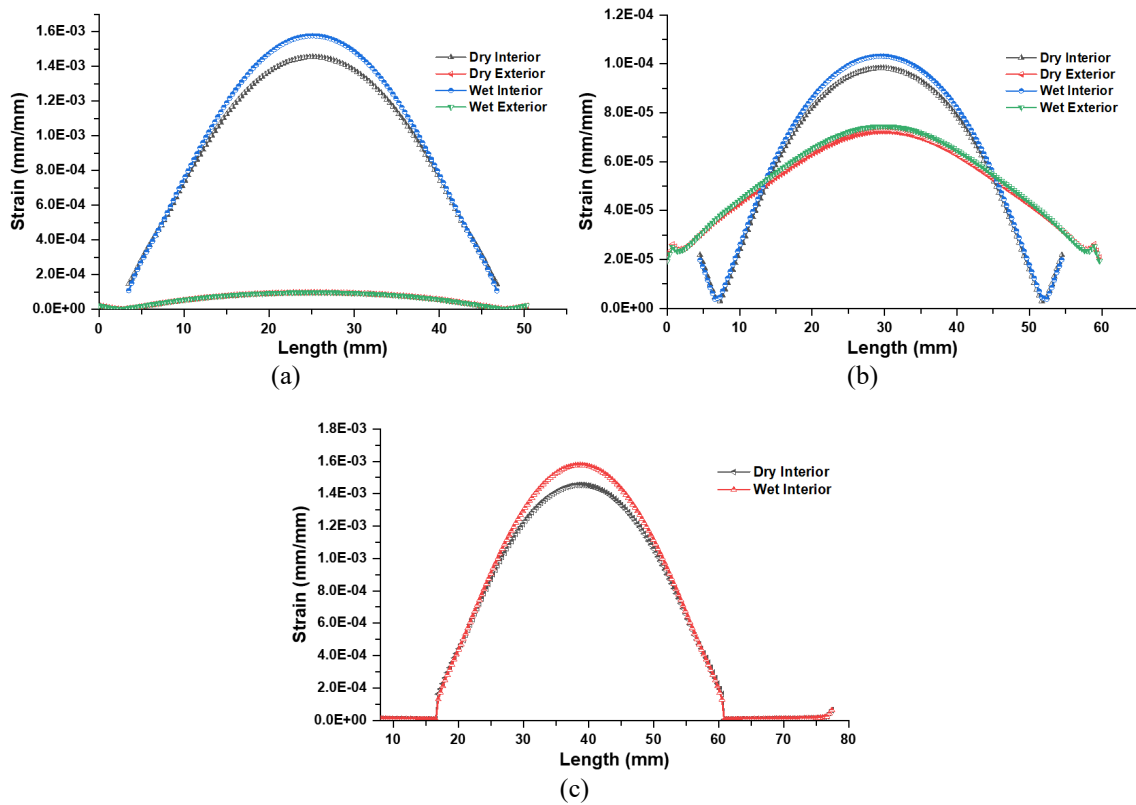 1.6E-03
1.4E-03
1.2E-03
1.0E-03
8.0E-04
6.0E-04
4.0E-04
2.0E-04
0.0E+00
Strain (mm/mm)
0 10 20 30 40 50
Length (mm)
Dry Interior
Dry Exterior
Wet Interior
Wet Exterior
(a)
1.2E-04
1.0E-04
8.0E-05
6.0E-05
4.0E-05
2.0E-05
0.0E+00
Strain (mm/mm)
0 10 20 30 40 50 60
Length (mm)
Dry Interior
Dry Exterior
Wet Interior
Wet Exterior
(b)
1.8E-03
1.6E-03
1.4E-03
1.2E-03
1.0E-03
8.0E-04
6.0E-04
4.0E-04
2.0E-04
0.0E+00
Strain (mm/mm)
10 20 30 40 50 60 70 80
Length (mm)
Dry Interior
Wet Interior
(c)